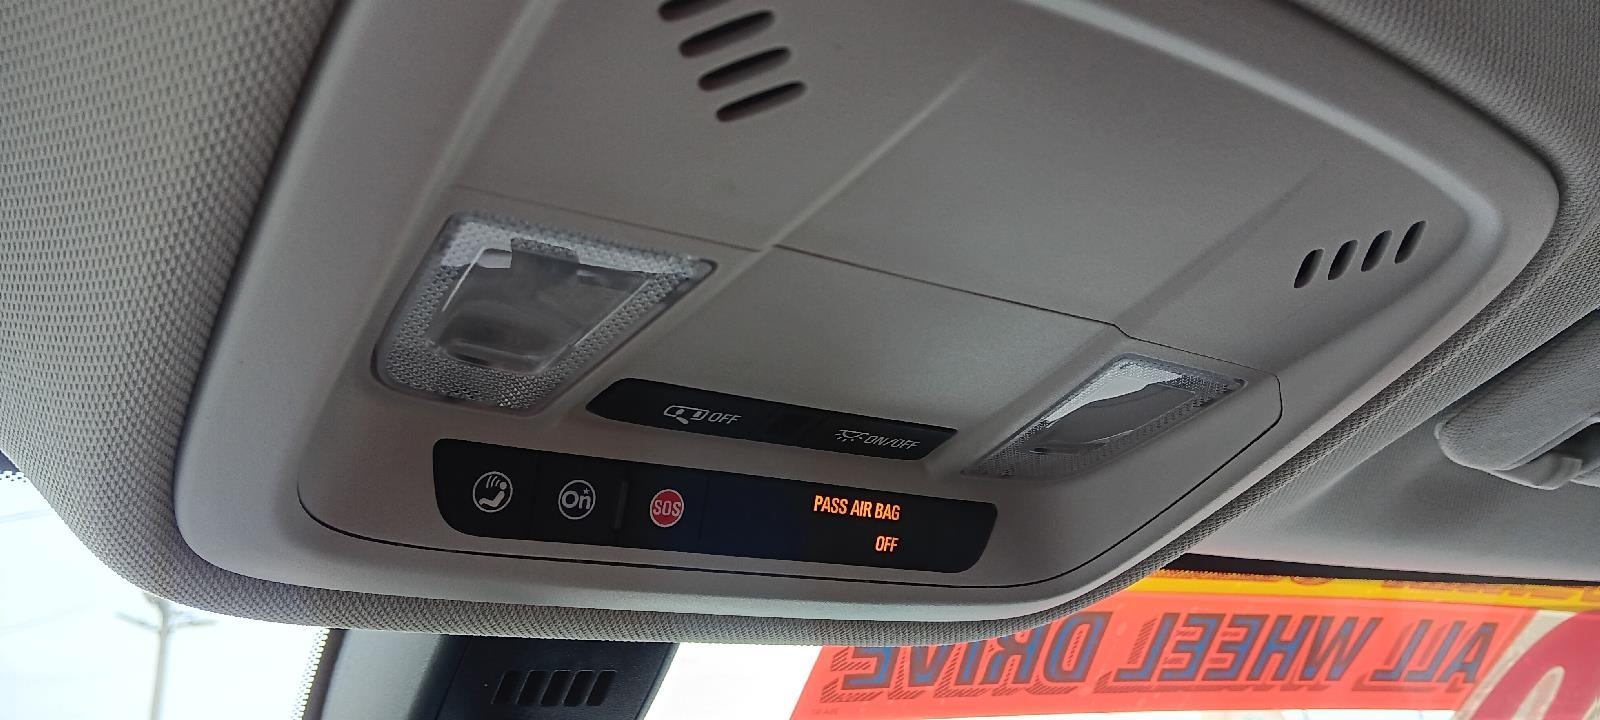 OFF
ON/OFF
On
SOS
PASS AIR BAG
OFF
ALL WHEEL DRIVE